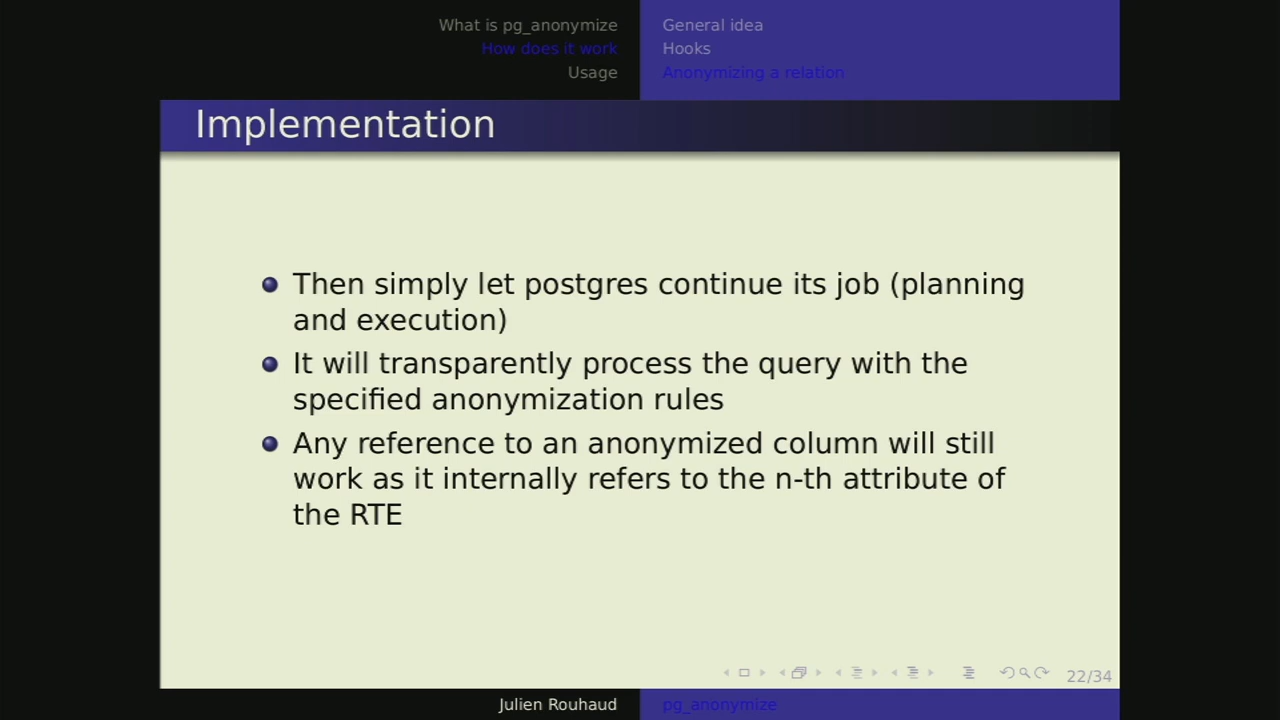 What is pg_anonymize
How does it work
Usage
General idea
Hooks
Anonymizing a relation
Implementation
Then simply let postgres continue its job (planning
and execution)
It will transparently process the query with the
specified anonymization rules
Any reference to an anonymized column will still
work as it internally refers to the n-th attribute of
the RTE
22/34
Julien Rouhaud
pg_anonymize